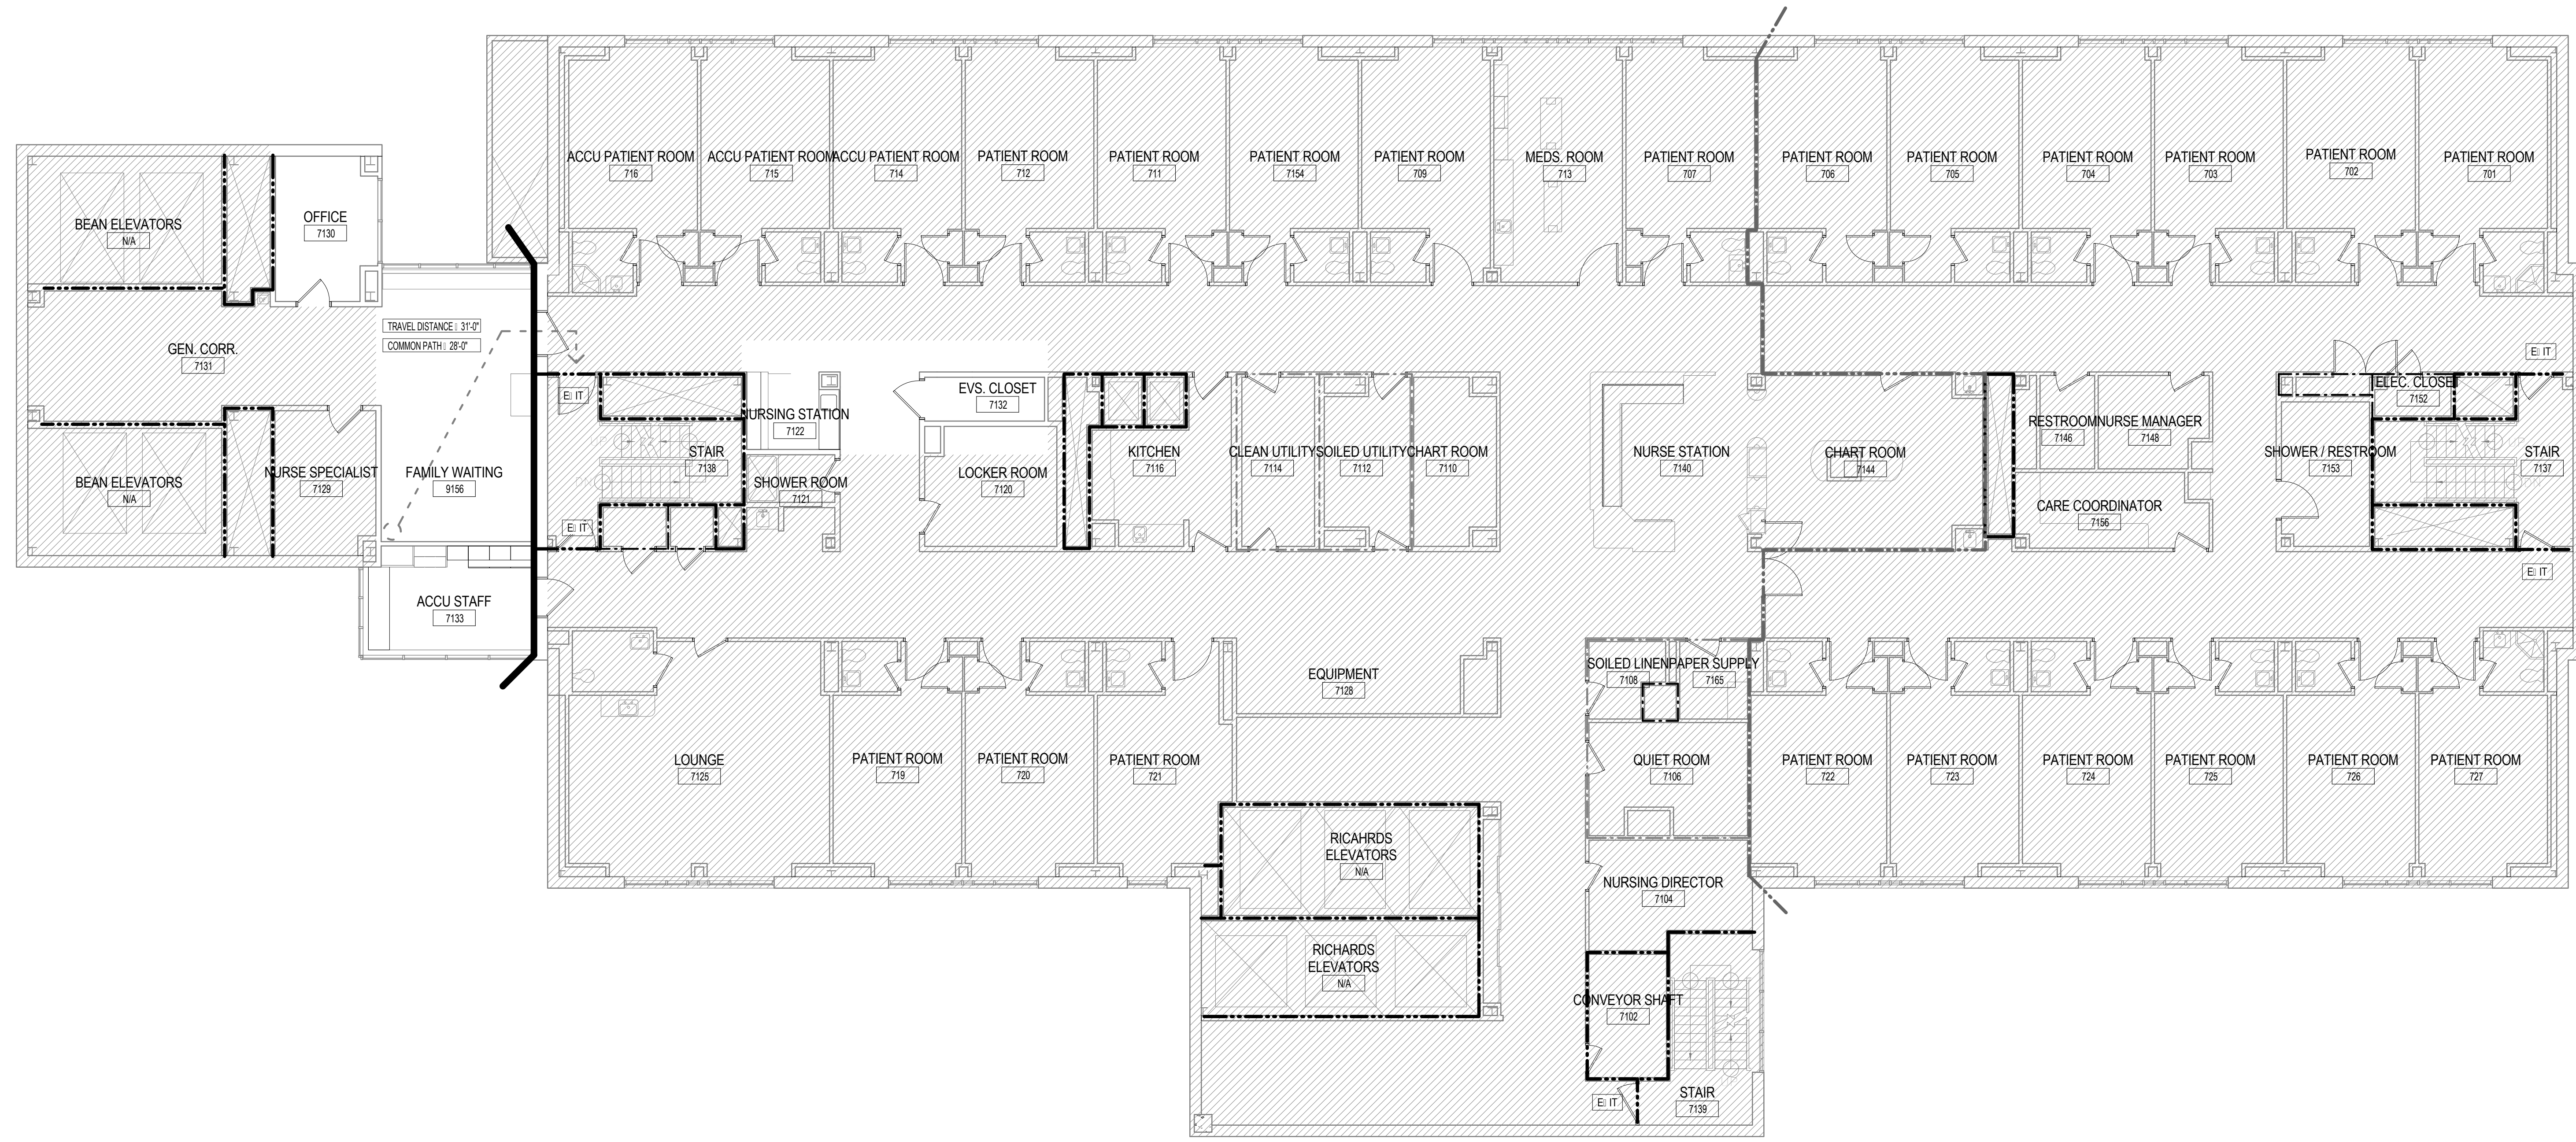 ACCU PATIENT ROOM
716
ACCU PATIENT ROOM
715
ACCU PATIENT ROOM
714
PATIENT ROOM
712
PATIENT ROOM
711
PATIENT ROOM
7154
PATIENT ROOM
709
MEDS. ROOM
713
PATIENT ROOM
707
PATIENT ROOM
706
PATIENT ROOM
705
PATIENT ROOM
704
PATIENT ROOM
703
PATIENT ROOM
702
PATIENT ROOM
701
BEAN ELEVATORS
N/A
OFFICE
7130
TRAVEL DISTANCE 31'-0"
COMMON PATH 28'-0"
GEN. CORR.
7131
BEAN ELEVATORS
N/A
NURSE SPECIALIST
7129
FAMILY WAITING
9156
ACCU STAFF
7133
E IT
E IT
STAIR
7138
NURSING STATION
7122
SHOWER ROOM
7121
EVS. CLOSET
7132
LOCKER ROOM
7120
KITCHEN
7116
CLEAN UTILITY
7114
SOILED UTILITY
7112
CHART ROOM
7110
NURSE STATION
7140
CHART ROOM
7144
RESTROOM
7146
NURSE MANAGER
7148
CARE COORDINATOR
7156
ELEC. CLOSET
7152
SHOWER / RESTROOM
7153
STAIR
7137
E IT
E IT
LOUNGE
7125
PATIENT ROOM
719
PATIENT ROOM
720
PATIENT ROOM
721
EQUIPMENT
7128
SOILED LINEN
7108
PAPER SUPPLY
7165
QUIET ROOM
7106
PATIENT ROOM
722
PATIENT ROOM
723
PATIENT ROOM
724
PATIENT ROOM
725
PATIENT ROOM
726
PATIENT ROOM
727
RICAHRDS
ELEVATORS
N/A
RICHARDS
ELEVATORS
N/A
NURSING DIRECTOR
7104
CONVEYOR SHAFT
7102
E IT
STAIR
7139